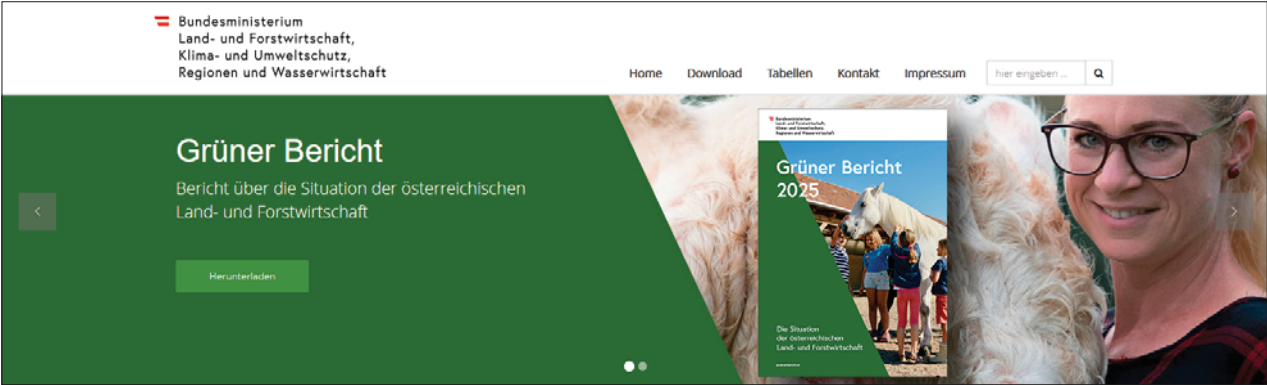 Bundesministerium
Land- und Forstwirtschaft,
Klima- und Umweltschutz,
Regionen und Wasserwirtschaft
Home Download Tabellen Kontakt Impressum hier eingeben ...
Grüner Bericht
Bericht über die Situation der österreichischen
Land- und Forstwirtschaft
Herunterladen
Bundesministerium
Land- und Forstwirtschaft,
Klima- und Umweltschutz,
Regionen und Wasserwirtschaft
Grüner Bericht
2025
Die Situation
der österreichischen
Land- und Forstwirtschaft